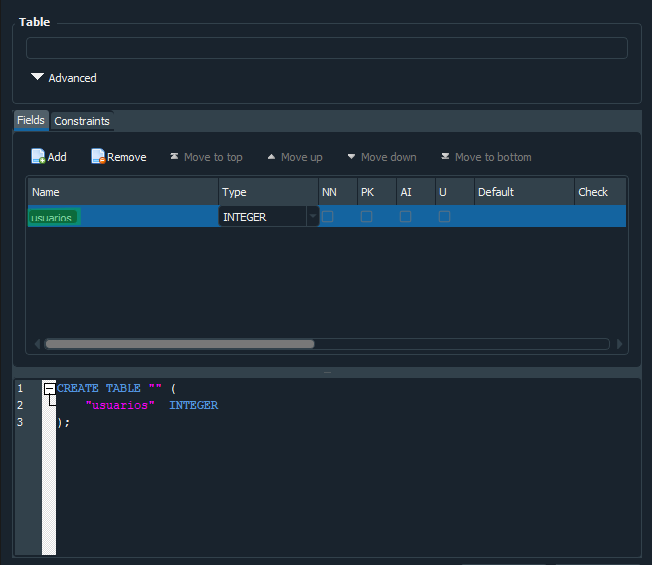 Table
Advanced
Fields Constraints
Add Remove Move to top Move up Move down Move to bottom
Name Type NN PK AI U Default Check
usuarios INTEGER
1 CREATE TABLE "" (
2 "usuarios" INTEGER
3 );